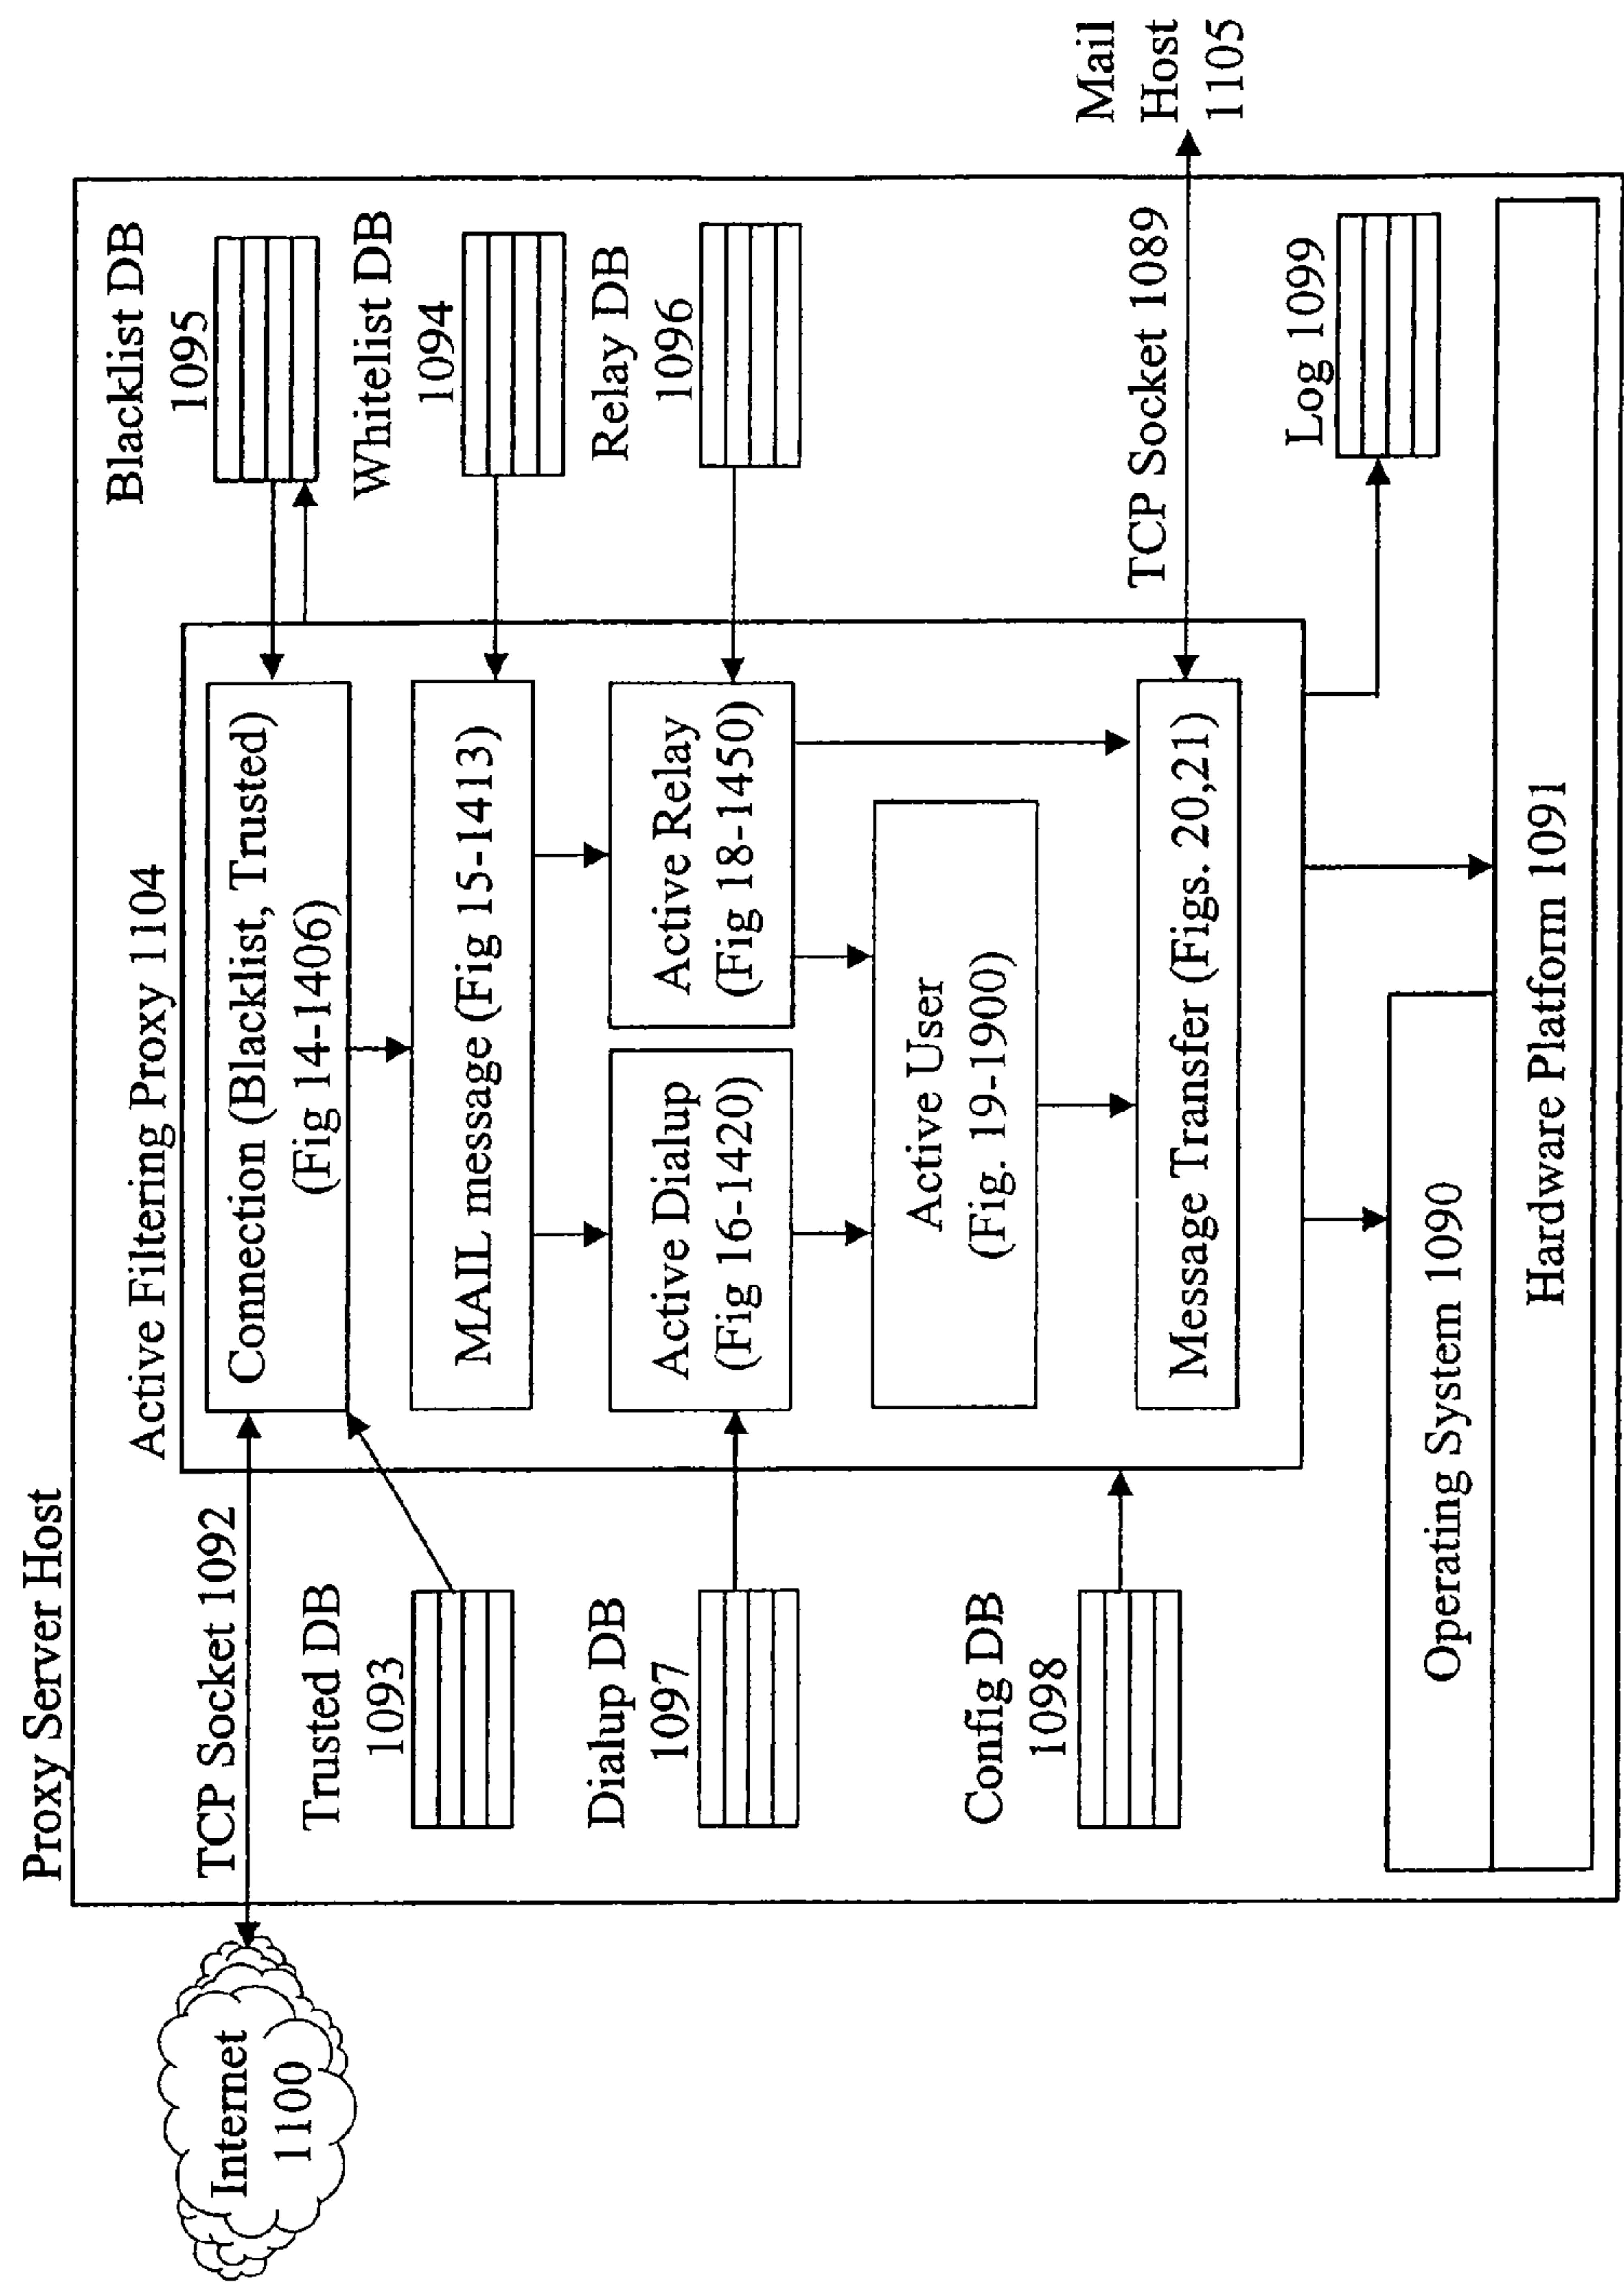 Proxy Server Host
Active Filtering Proxy 1104
Internet
1100
TCP Socket 1092
Trusted DB
1093
Dialup DB
1097
Config DB
1098
Connection (Blacklist, Trusted)
(Fig 14-1406)
MAIL message (Fig 15-1413)
Active Dialup
(Fig 16-1420)
Active Relay
(Fig 18-1450)
Active User
(Fig. 19-1900)
Message Transfer (Figs. 20,21)
Blacklist DB
1095
Whitelist DB
1094
Relay DB
1096
TCP Socket 1089
Mail
Host
1105
Log 1099
Operating System 1090
Hardware Platform 1091